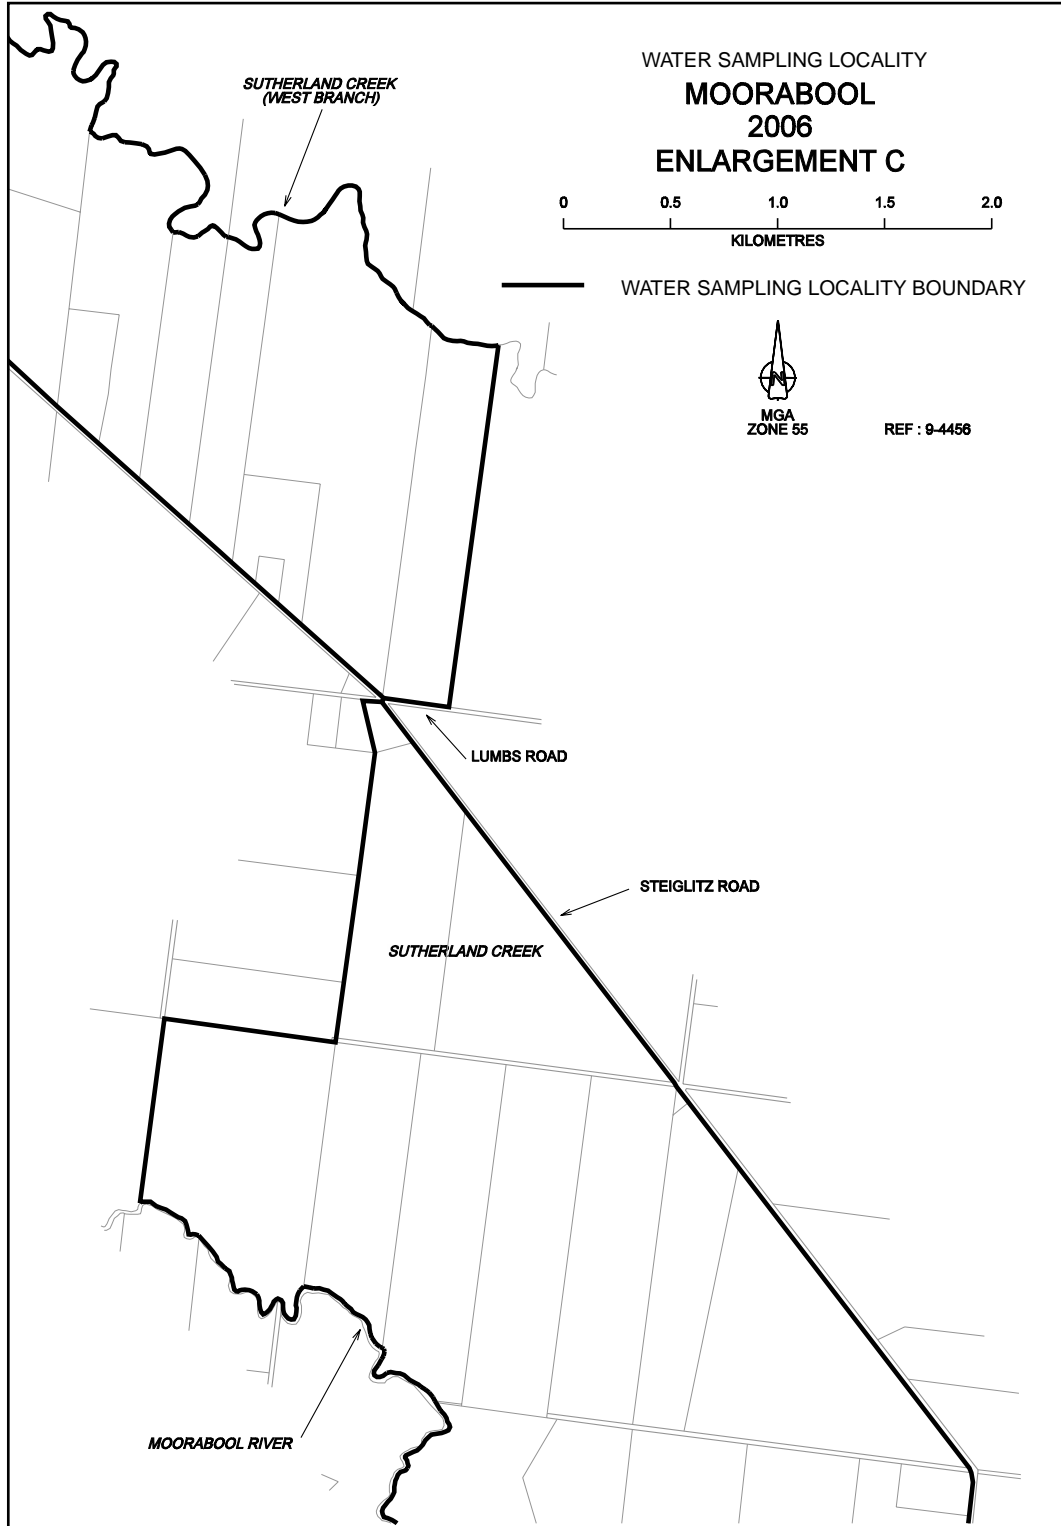 WATER SAMPLING LOCALITY
MOORABOOL
2006
ENLARGEMENT C
0 0.5 1.0 1.5 2.0
KILOMETRES
WATER SAMPLING LOCALITY BOUNDARY
N
MGA
ZONE 55
REF : 9-4456
SUTHERLAND CREEK
(WEST BRANCH)
LUMBS ROAD
STEIGLITZ ROAD
SUTHERLAND CREEK
MOORABOOL RIVER